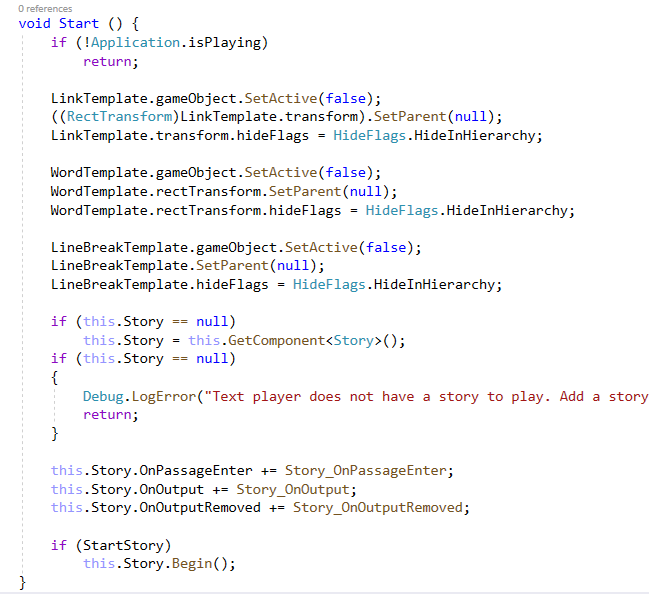 0 references
void Start () {
    if (!Application.isPlaying)
        return;

    LinkTemplate.gameObject.SetActive(false);
    ((RectTransform)LinkTemplate.transform).SetParent(null);
    LinkTemplate.transform.hideFlags = HideFlags.HideInHierarchy;

    WordTemplate.gameObject.SetActive(false);
    WordTemplate.rectTransform.SetParent(null);
    WordTemplate.rectTransform.hideFlags = HideFlags.HideInHierarchy;

    LineBreakTemplate.gameObject.SetActive(false);
    LineBreakTemplate.SetParent(null);
    LineBreakTemplate.hideFlags = HideFlags.HideInHierarchy;

    if (this.Story == null)
        this.Story = this.GetComponent<Story>();
    if (this.Story == null)
    {
        Debug.LogError("Text player does not have a story to play. Add a story
        return;
    }

    this.Story.OnPassageEnter += Story_OnPassageEnter;
    this.Story.OnOutput += Story_OnOutput;
    this.Story.OnOutputRemoved += Story_OnOutputRemoved;

    if (StartStory)
        this.Story.Begin();
}